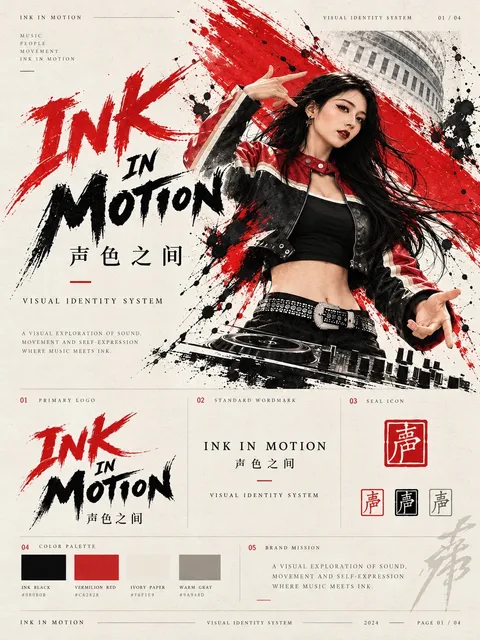 INK IN MOTION
VISUAL IDENTITY SYSTEM
01 / 04
MUSIC
PEOPLE
MOVEMENT
INK IN MOTION
INK
IN
MOTION
声色之间
VISUAL IDENTITY SYSTEM
A VISUAL EXPLORATION OF SOUND,
MOVEMENT AND SELF-EXPRESSION
WHERE MUSIC MEETS INK.
01 PRIMARY LOGO
INK
IN
MOTION
声色之间
02 STANDARD WORDMARK
INK IN MOTION
声色之间
VISUAL IDENTITY SYSTEM
03 SEAL ICON
04 COLOR PALETTE
INK BLACK
VERMILION RED
IVORY PAPER
WARM GRAY
05 BRAND MISSION
A VISUAL EXPLORATION OF SOUND,
MOVEMENT AND SELF-EXPRESSION
WHERE MUSIC MEETS INK.
INK IN MOTION
VISUAL IDENTITY SYSTEM
2024
PAGE 01 / 04